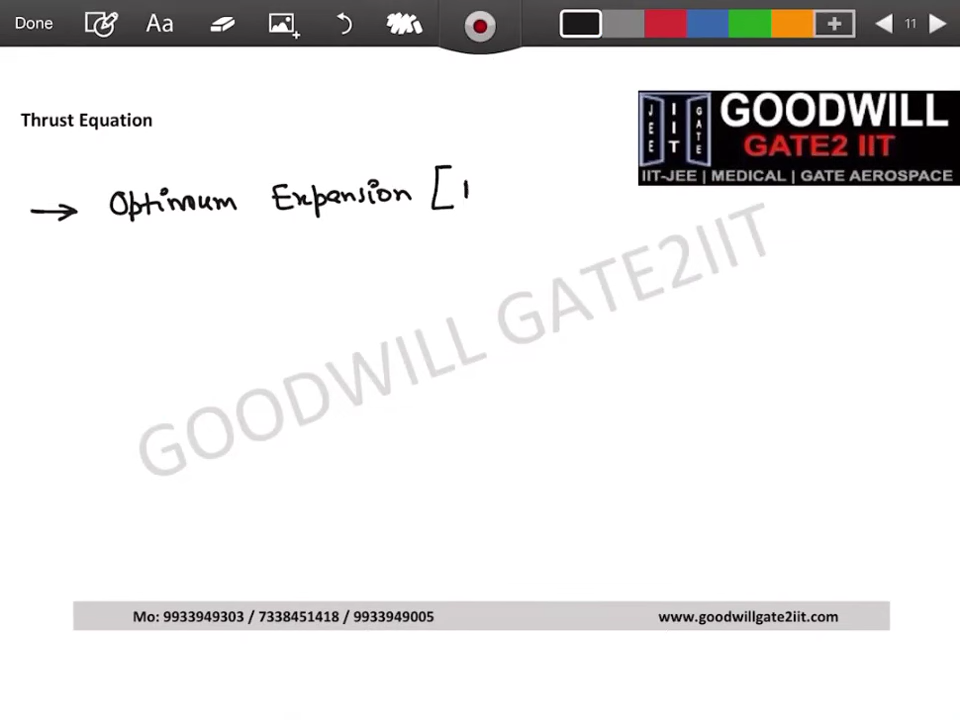 Done Aa 11
Thrust Equation
JEE IIT GATE
GOODWILL
GATE2 IIT
IIT-JEE | MEDICAL | GATE AEROSPACE
→ Optimum Expansion [
GOODWILL GATE2IIT
Mo: 9933949303 / 7338451418 / 9933949005 www.goodwillgate2iit.com